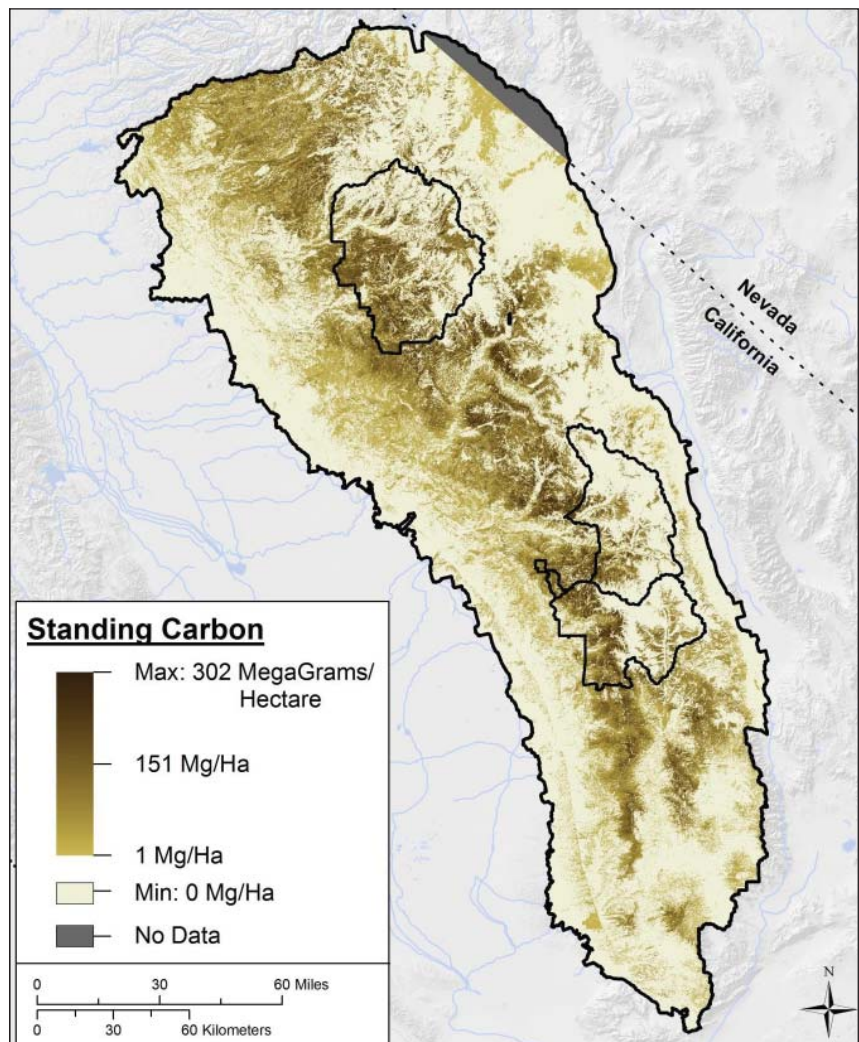 Nevada
California
Standing Carbon
Max: 302 MegaGrams/
Hectare
151 Mg/Ha
1 Mg/Ha
Min: 0 Mg/Ha
No Data
0 30 60 Miles
0 30 60 Kilometers
N